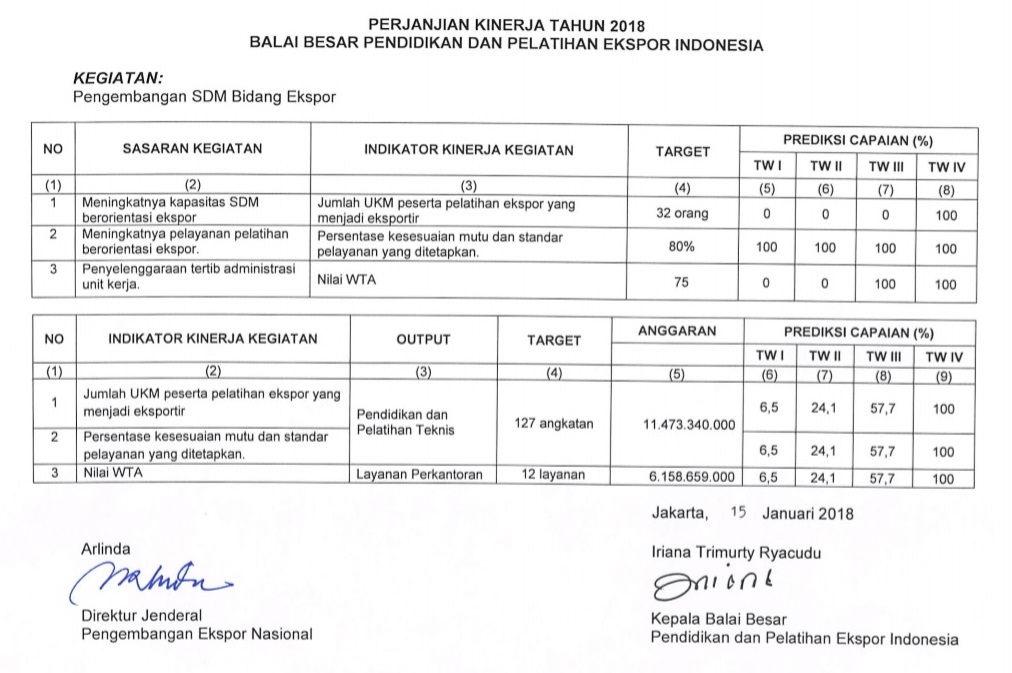 PERJANJIAN KINERJA TAHUN 2018
BALAI BESAR PENDIDIKAN DAN PELATIHAN EKSPOR INDONESIA
KEGIATAN:
Pengembangan SDM Bidang Ekspor
NO SASARAN KEGIATAN INDIKATOR KINERJA KEGIATAN TARGET PREDIKSI CAPAIAN (%)
TW I TW II TW III TW IV
(1) (2) (3) (4) (5) (6) (7) (8)
1 Meningkatnya kapasitas SDM berorientasi ekspor Jumlah UKM peserta pelatihan ekspor yang menjadi eksportir 32 orang 0 0 0 100
2 Meningkatnya pelayanan pelatihan berorientasi ekspor. Persentase kesesuaian mutu dan standar pelayanan yang ditetapkan. 80% 100 100 100 100
3 Penyelenggaraan tertib administrasi unit kerja. Nilai WTA 75 0 0 100 100
NO INDIKATOR KINERJA KEGIATAN OUTPUT TARGET ANGGARAN PREDIKSI CAPAIAN (%)
TW I TW II TW III TW IV
(1) (2) (3) (4) (5) (6) (7) (8) (9)
1 Jumlah UKM peserta pelatihan ekspor yang menjadi eksportir Pendidikan dan Pelatihan Teknis 127 angkatan 11.473.340.000 6,5 24,1 57,7 100
2 Persentase kesesuaian mutu dan standar pelayanan yang ditetapkan. 6,5 24,1 57,7 100
3 Nilai WTA Layanan Perkantoran 12 layanan 6.158.659.000 6,5 24,1 57,7 100
Jakarta, 15 Januari 2018
Arlinda
Direktur Jenderal
Pengembangan Ekspor Nasional
Iriana Trimurty Ryacudu
Kepala Balai Besar
Pendidikan dan Pelatihan Ekspor Indonesia